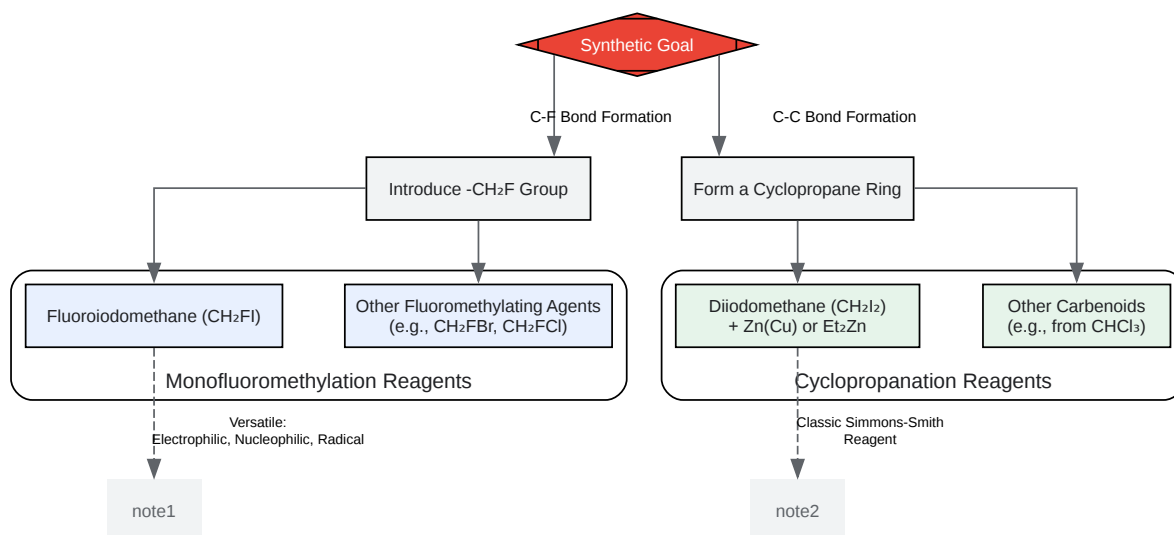 Synthetic Goal
C-F Bond Formation
C-C Bond Formation
Introduce -CH₂F Group
Form a Cyclopropane Ring
Fluoroiodomethane (CH₂FI)
Other Fluoromethylating Agents
(e.g., CH₂FBr, CH₂FCl)
Diiodomethane (CH₂I₂)
+ Zn(Cu) or Et₂Zn
Other Carbenoids
(e.g., from CHCl₃)
Monofluoromethylation Reagents
Cyclopropanation Reagents
Versatile:
Electrophilic, Nucleophilic, Radical
Classic Simmons-Smith
Reagent
note1
note2